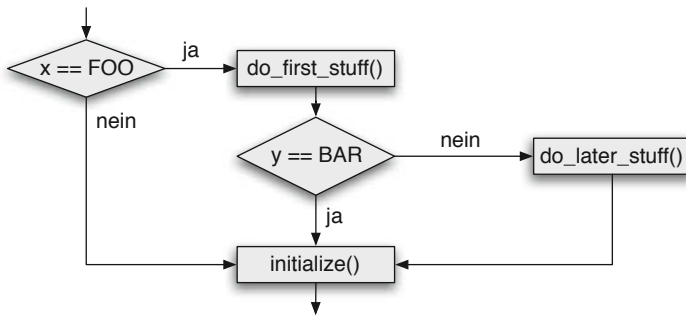 x == FOO
ja
do_first_stuff()
nein
y == BAR
nein
do_later_stuff()
ja
initialize()